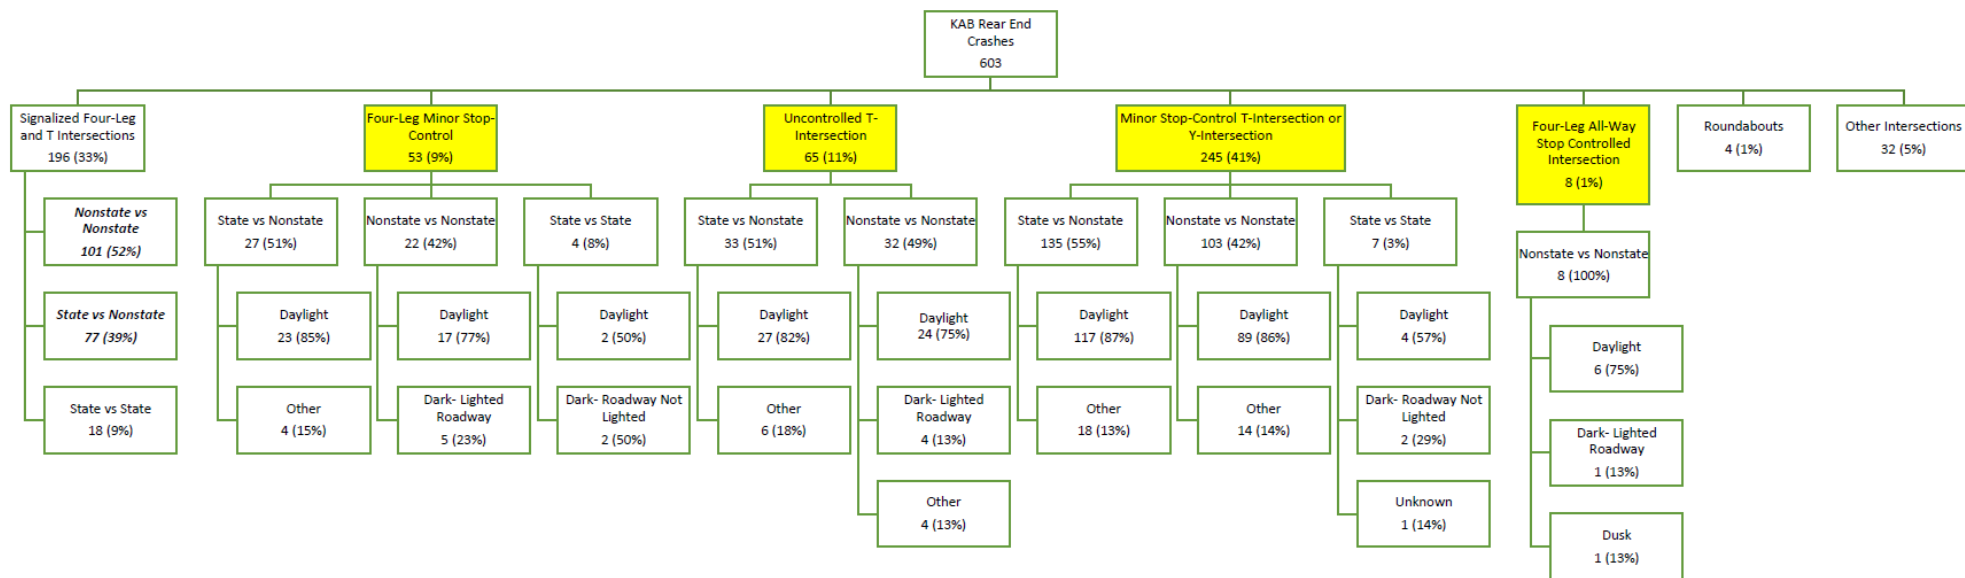 KAB Rear End
Crashes
603
Signalized Four-Leg
and T Intersections
196 (33%)
Nonstate vs
Nonstate
101 (52%)
State vs Nonstate
77 (39%)
State vs State
18 (9%)
Four-Leg Minor Stop-
Control
53 (9%)
State vs Nonstate
27 (51%)
Daylight
23 (85%)
Other
4 (15%)
Nonstate vs Nonstate
22 (42%)
Daylight
17 (77%)
Dark- Lighted
Roadway
5 (23%)
State vs State
4 (8%)
Daylight
2 (50%)
Dark- Roadway Not
Lighted
2 (50%)
Uncontrolled T-
Intersection
65 (11%)
State vs Nonstate
33 (51%)
Daylight
27 (82%)
Other
6 (18%)
Nonstate vs Nonstate
32 (49%)
Daylight
24 (75%)
Dark- Lighted
Roadway
4 (13%)
Other
4 (13%)
Minor Stop-Control T-Intersection or
Y-Intersection
245 (41%)
State vs Nonstate
135 (55%)
Daylight
117 (87%)
Other
18 (13%)
Nonstate vs Nonstate
103 (42%)
Daylight
89 (86%)
Other
14 (14%)
State vs State
7 (3%)
Daylight
4 (57%)
Dark- Roadway Not
Lighted
2 (29%)
Unknown
1 (14%)
Four-Leg All-Way
Stop Controlled
Intersection
8 (1%)
Nonstate vs Nonstate
8 (100%)
Daylight
6 (75%)
Dark- Lighted
Roadway
1 (13%)
Dusk
1 (13%)
Roundabouts
4 (1%)
Other Intersections
32 (5%)